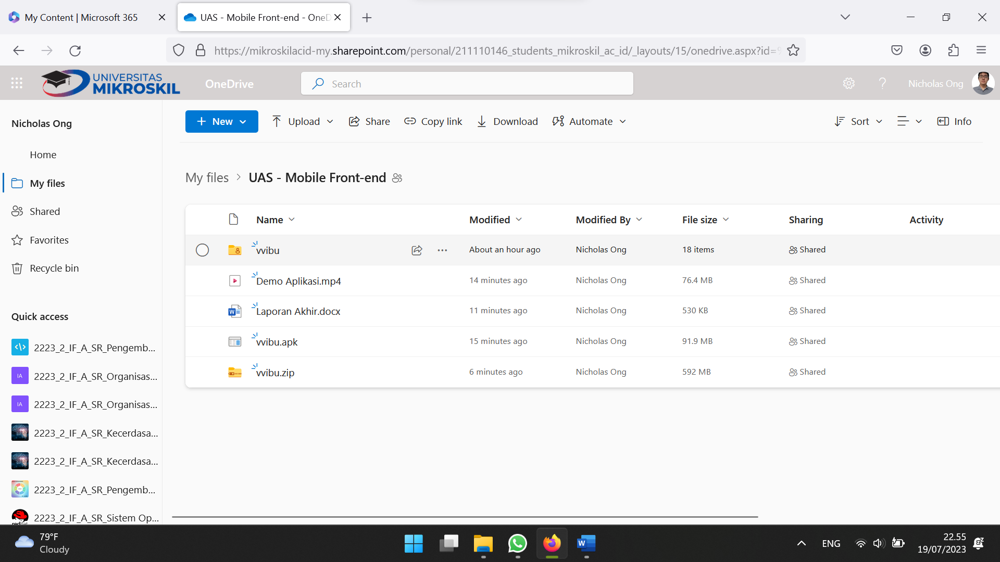 My Content | Microsoft 365
UAS - Mobile Front-end - OneD
https://mikroskilacid-my.sharepoint.com/personal/211110146_students_mikroskil_ac_id/_layouts/15/onedrive.aspx?id=
UNIVERSITAS
MIKROSKIL
OneDrive
Search
Nicholas Ong
Nicholas Ong
Home
My files
Shared
Favorites
Recycle bin
Quick access
2223_2_IF_A_SR_Pengemb...
2223_2_IF_A_SR_Organisas...
2223_2_IF_A_SR_Organisas...
2223_2_IF_A_SR_Kecerdasa...
2223_2_IF_A_SR_Kecerdasa...
2223_2_IF_A_SR_Pengemb...
2223_2_IF_A_SR_Sistem Op...
IA
IA
New
Upload
Share
Copy link
Download
Automate
Sort
Info
My files > UAS - Mobile Front-end
Name Modified Modified By File size Sharing Activity
vvibu About an hour ago Nicholas Ong 18 items Shared
Demo Aplikasi.mp4 14 minutes ago Nicholas Ong 76.4 MB Shared
Laporan Akhir.docx 11 minutes ago Nicholas Ong 530 KB Shared
vvibu.apk 15 minutes ago Nicholas Ong 91.9 MB Shared
vvibu.zip 6 minutes ago Nicholas Ong 592 MB Shared
79°F
Cloudy
ENG
22.55
19/07/2023